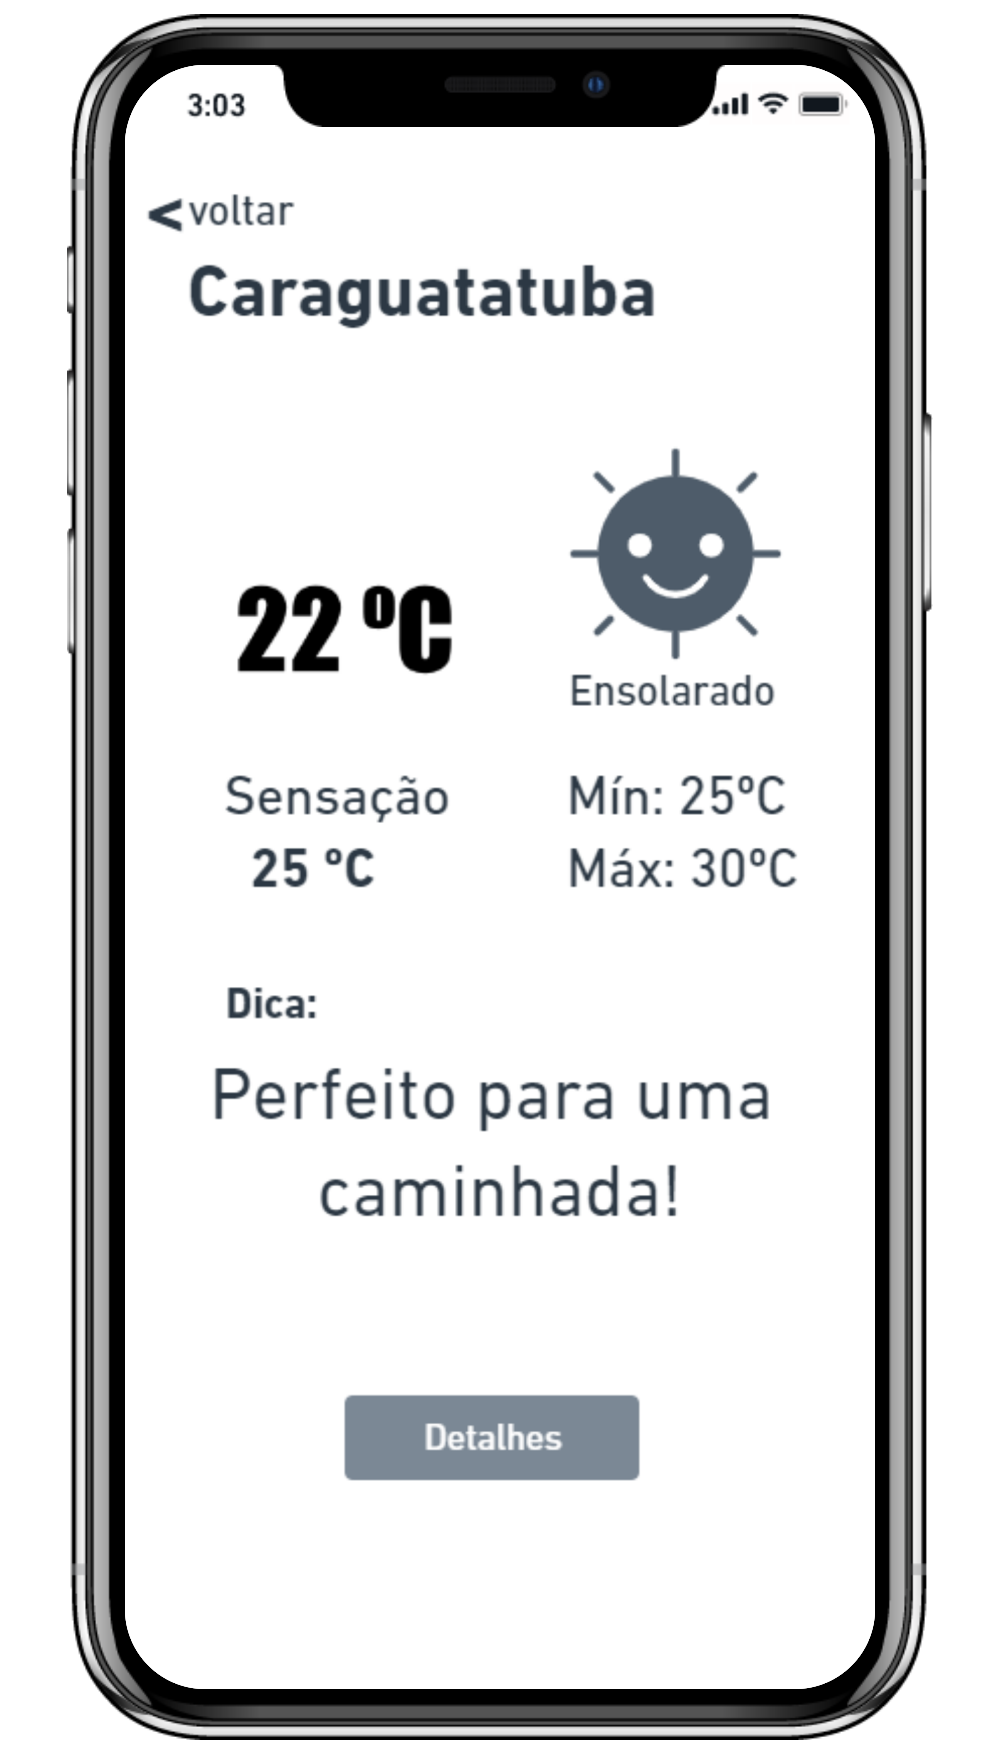 3:03
< voltar
Caraguatatuba
22 ºC
Ensolarado
Sensação
25 ºC
Mín: 25ºC
Máx: 30ºC
Dica:
Perfeito para uma
caminhada!
Detalhes